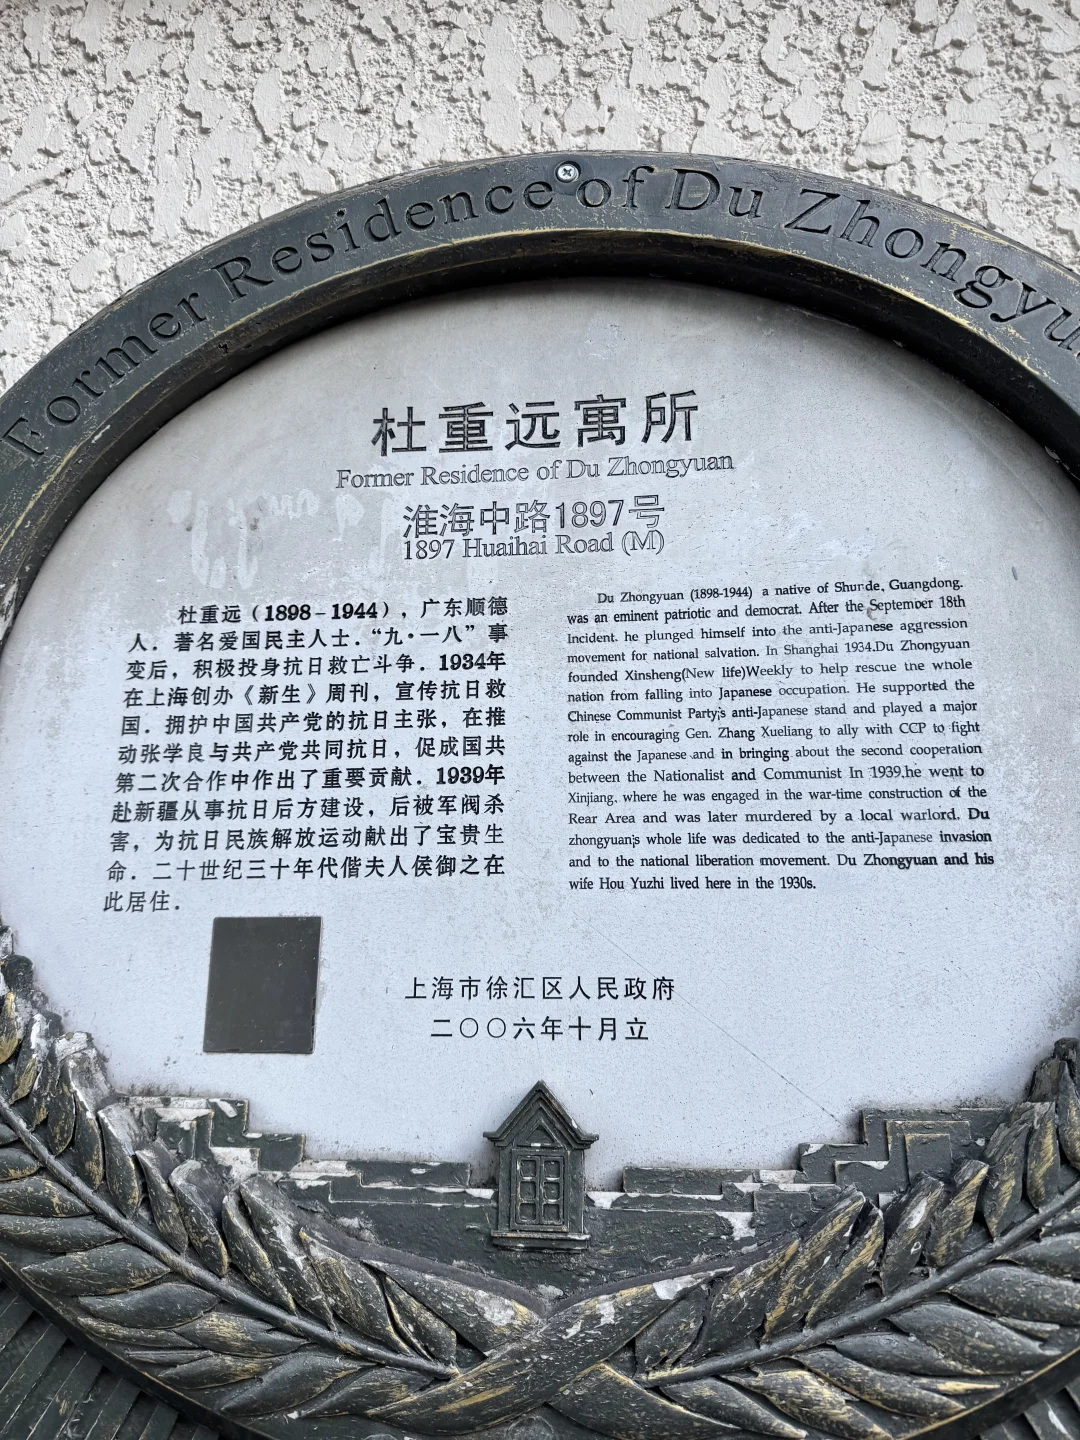 Former Residence of Du Zhongyu
杜重远寓所
Former Residence of Du Zhongyuan
淮海中路1897号
1897 Huaihai Road (M)
杜重远（1898－1944），广东顺德
人．著名爱国民主人士．“九·一八”事
变后，积极投身抗日救亡斗争．1934年
在上海创办《新生》周刊，宣传抗日救
国．拥护中国共产党的抗日主张，在推
动张学良与共产党共同抗日，促成国共
第二次合作中作出了重要贡献．1939年
赴新疆从事抗日后方建设，后被军阀杀
害，为抗日民族解放运动献出了宝贵生
命．二十世纪三十年代偕夫人侯御之在
此居住．
Du Zhongyuan (1898-1944) a native of Shunde, Guangdong.
was an eminent patriotic and democrat. After the September 18th
Incident. he plunged himself into the anti-Japanese aggression
movement for national salvation. In Shanghai 1934.Du Zhongyuan
founded Xinsheng(New life)Weekly to help rescue the whole
nation from falling into Japanese occupation. He supported the
Chinese Communist Party;s anti-Japanese stand and played a major
role in encouraging Gen. Zhang Xueliang to ally with CCP to fight
against the Japanese and in bringing about the second cooperation
between the Nationalist and Communist In 1939.he went to
Xinjiang. where he was engaged in the war-time construction of the
Rear Area and was later murdered by a local warlord. Du
zhongyuan;s whole life was dedicated to the anti-Japanese invasion
and to the national liberation movement. Du Zhongyuan and his
wife Hou Yuzhi lived here in the 1930s.
上海市徐汇区人民政府
二〇〇六年十月立